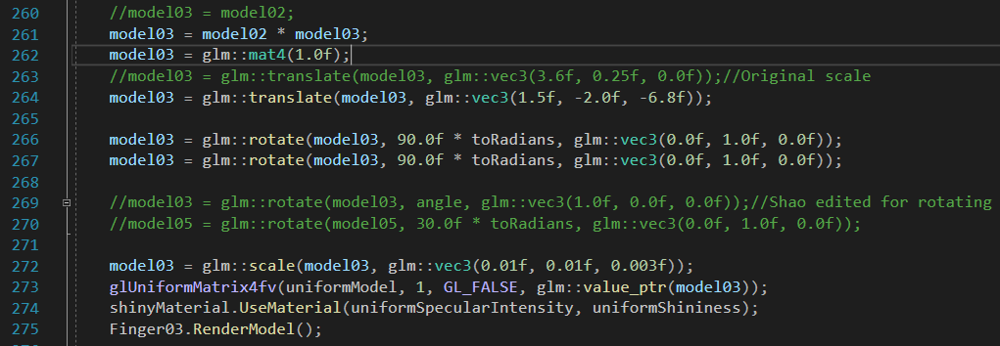 260 //model03 = model02;
261 model03 = model02 * model03;
262 model03 = glm::mat4(1.0f);
263 //model03 = glm::translate(model03, glm::vec3(3.6f, 0.25f, 0.0f));//Original scale
264 model03 = glm::translate(model03, glm::vec3(1.5f, -2.0f, -6.8f));
265
266 model03 = glm::rotate(model03, 90.0f * toRadians, glm::vec3(0.0f, 1.0f, 0.0f));
267 model03 = glm::rotate(model03, 90.0f * toRadians, glm::vec3(0.0f, 1.0f, 0.0f));
268
269 //model03 = glm::rotate(model03, angle, glm::vec3(1.0f, 0.0f, 0.0f));//Shao edited for rotating
270 //model05 = glm::rotate(model05, 30.0f * toRadians, glm::vec3(0.0f, 1.0f, 0.0f));
271
272 model03 = glm::scale(model03, glm::vec3(0.01f, 0.01f, 0.003f));
273 glUniformMatrix4fv(uniformModel, 1, GL_FALSE, glm::value_ptr(model03));
274 shinyMaterial.UseMaterial(uniformSpecularIntensity, uniformShininess);
275 Finger03.RenderModel();